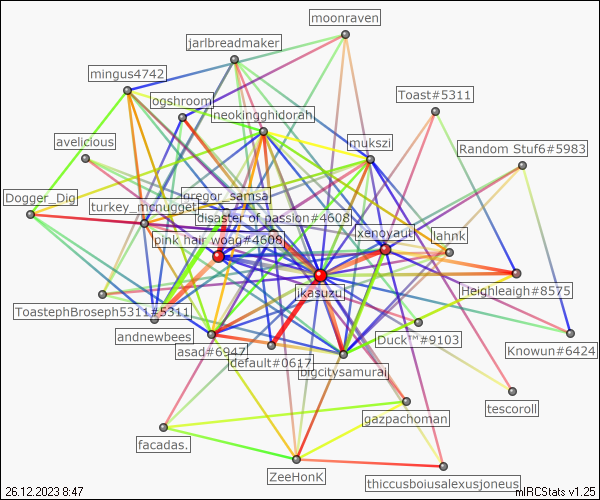 moonraven
jarlbreadmaker
mingus4742
Toast#5311
ogshroom
neokingghidorah
avelicious
mukszi
Random Stuf6#5983
Dogger_Dig
gregor_samsa
turkey_mcnugget
disaster of passion#4608
pink hair woag#4608
xenoyauti
lahnk
jkasuzu
Heighleaigh#8575
ToastephBroseph5311#5311
andnewbees
asad#6947
default#0617
Duck™#9103
Knowun#6424
bigcitysamurai
gazpachoman
tescoroll
facadas.
ZeeHonK
thiccusboiusalexusjoneus
26.12.2023 8:47
mIRCStats v1.25